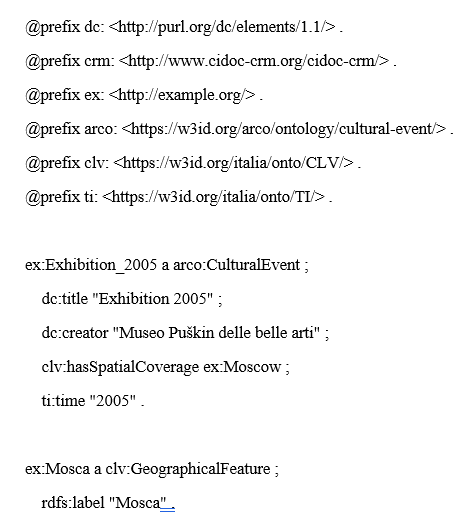 @prefix dc: <http://purl.org/dc/elements/1.1/> .
@prefix crm: <http://www.cidoc-crm.org/cidoc-crm/> .
@prefix ex: <http://example.org/> .
@prefix arco: <https://w3id.org/arco/ontology/cultural-event/> .
@prefix clv: <https://w3id.org/italia/onto/CLV/> .
@prefix ti: <https://w3id.org/italia/onto/TI/> .
ex:Exhibition_2005 a arco:CulturalEvent ;
dc:title "Exhibition 2005" ;
dc:creator "Museo Puškin delle belle arti" ;
clv:hasSpatialCoverage ex:Moscow ;
ti:time "2005" .
ex:Mosca a clv:GeographicalFeature ;
rdfs:label "Mosca" .